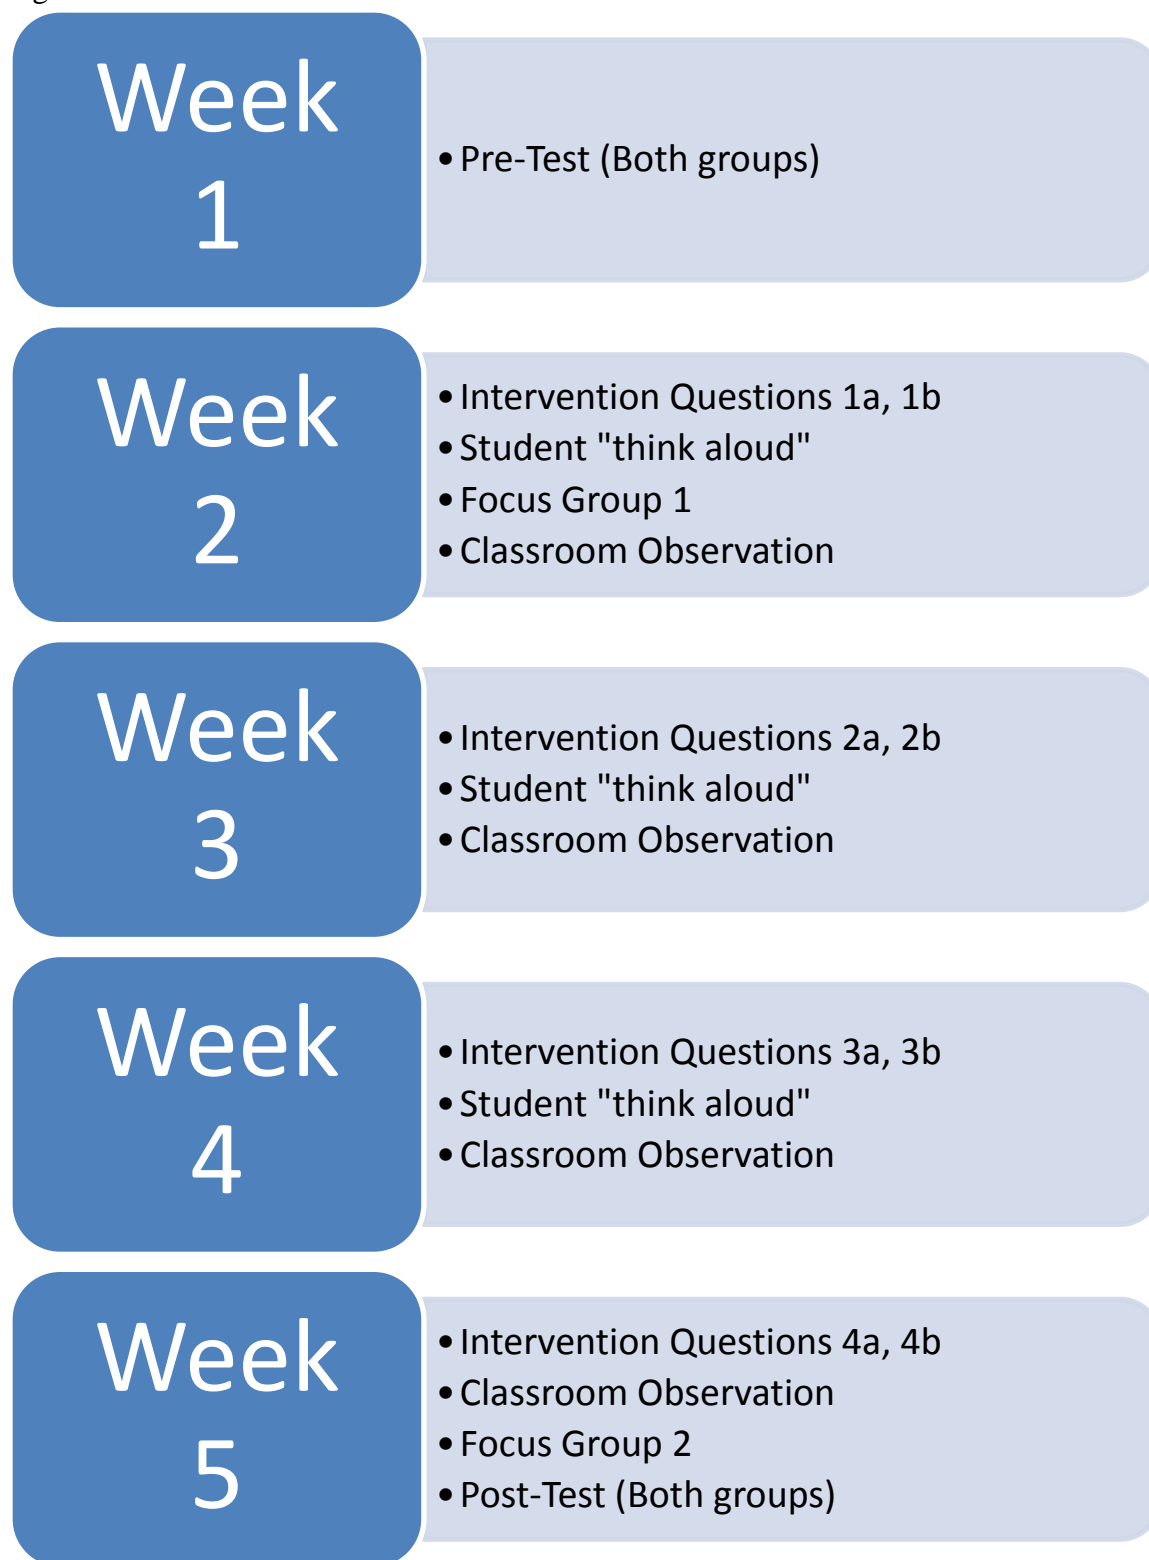 Week
1
• Pre-Test (Both groups)
Week
2
• Intervention Questions 1a, 1b
• Student "think aloud"
• Focus Group 1
• Classroom Observation
Week
3
• Intervention Questions 2a, 2b
• Student "think aloud"
• Classroom Observation
Week
4
• Intervention Questions 3a, 3b
• Student "think aloud"
• Classroom Observation
Week
5
• Intervention Questions 4a, 4b
• Classroom Observation
• Focus Group 2
• Post-Test (Both groups)